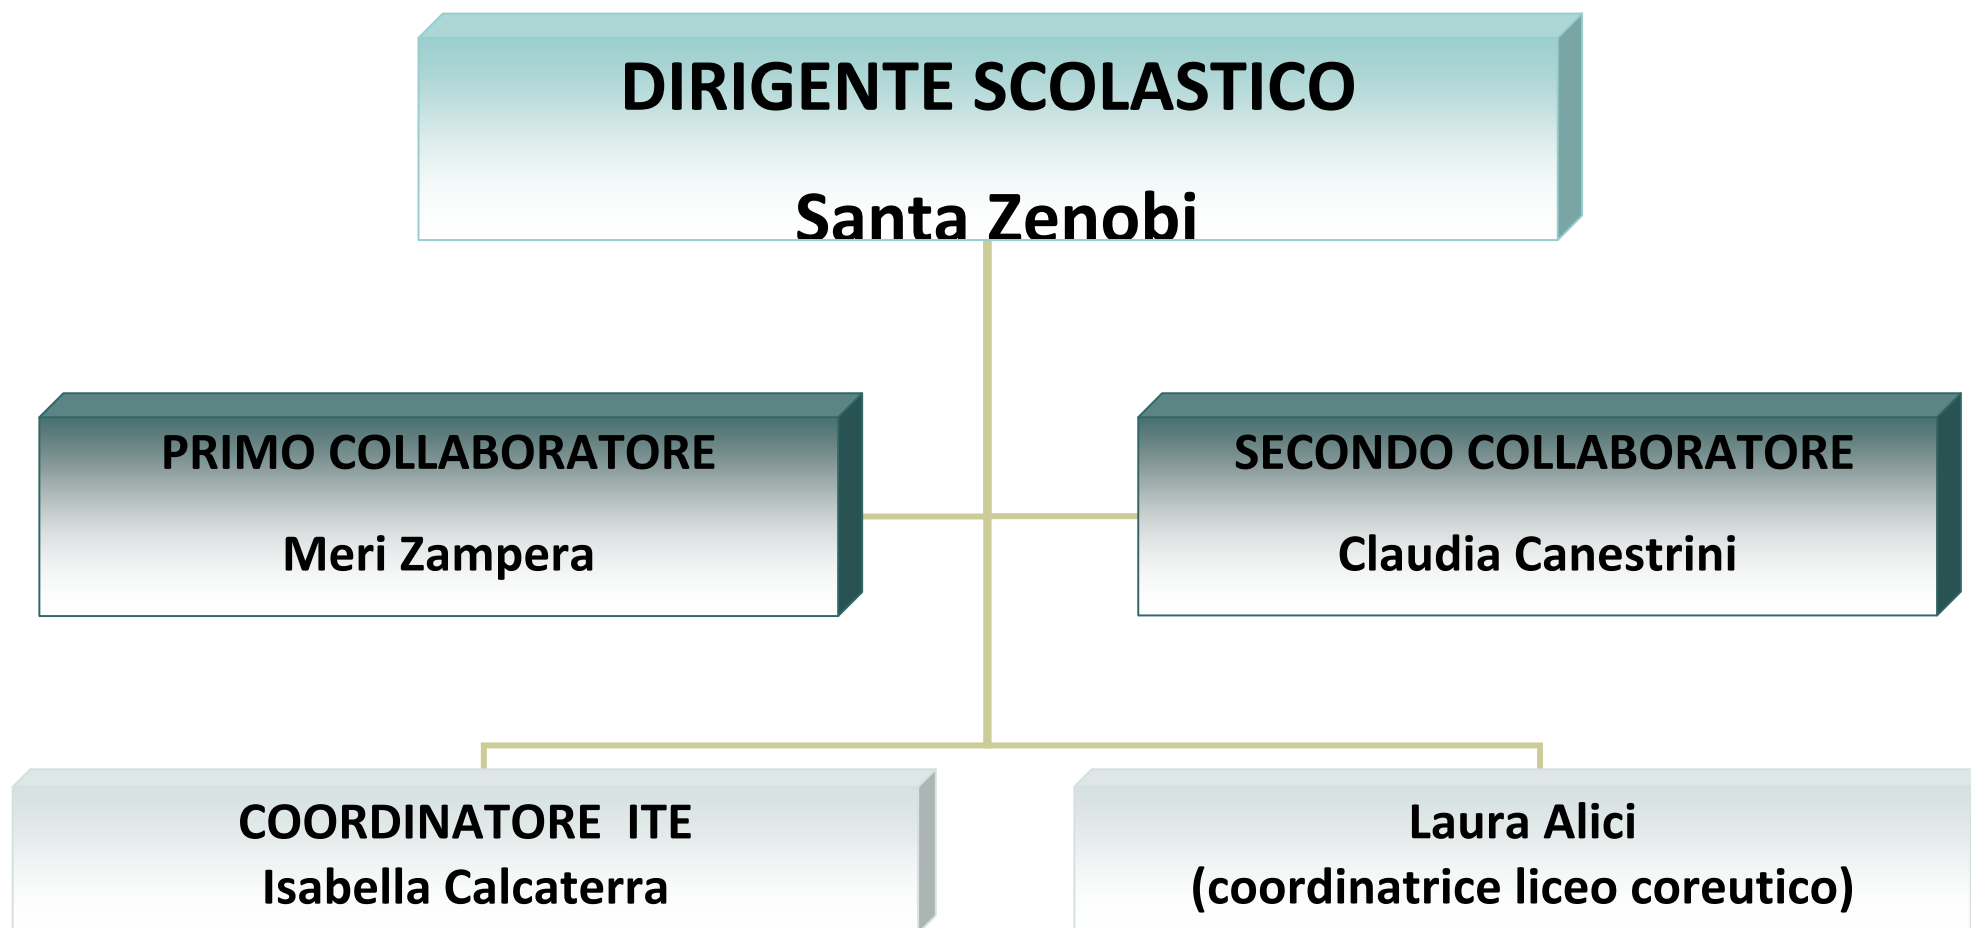 DIRIGENTE SCOLASTICO
Santa Zenobi
PRIMO COLLABORATORE
Meri Zampera
SECONDO COLLABORATORE
Claudia Canestrini
COORDINATORE  ITE
Isabella Calcaterra
Laura Alici
(coordinatrice liceo coreutico)